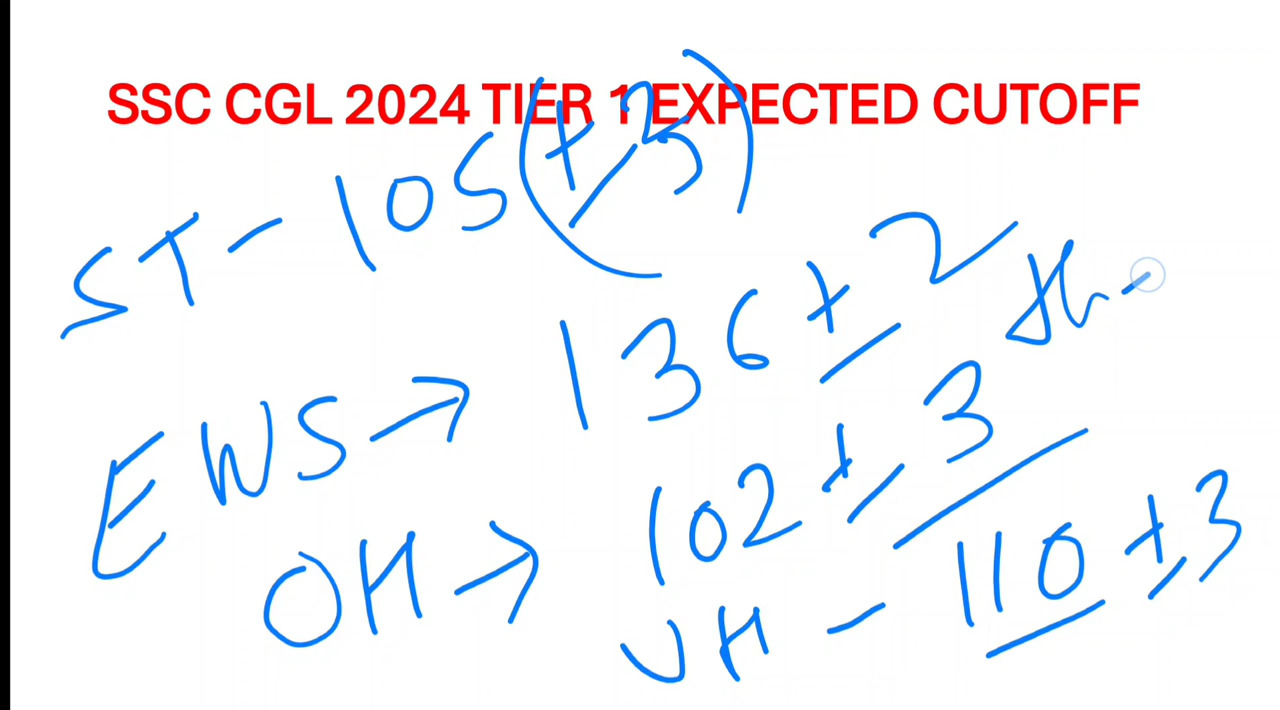 SSC CGL 2024 TIER 1 EXPECTED CUTOFF
ST - 105 (± 3)
EWS → 136 ± 2
OH → 102 ± 3
VH - 110 ± 3